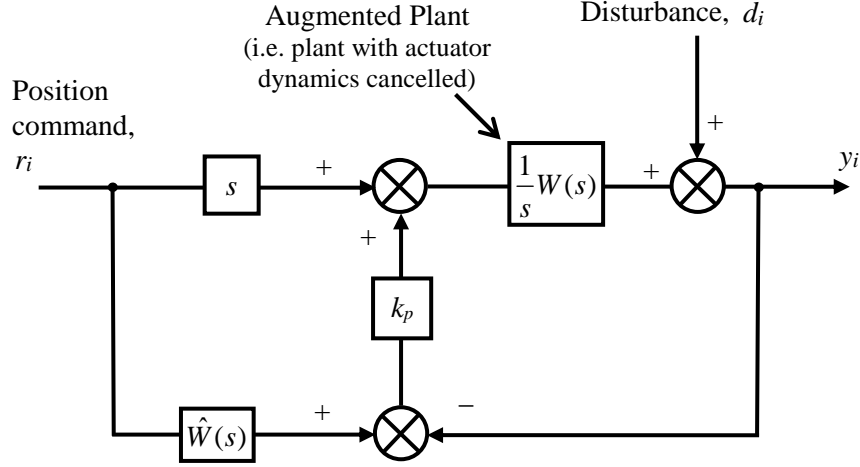 Augmented Plant
(i.e. plant with actuator
dynamics cancelled)
Disturbance, dᵢ
Position
command,
rᵢ
s
+
+
1/s W(s)
+
+
yᵢ
kₚ
Ŵ(s)
+
−